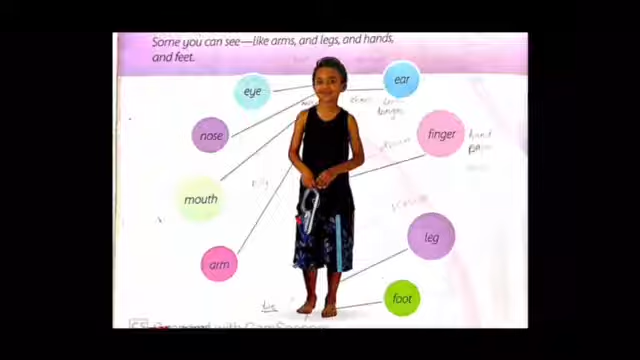 Some you can see—like arms, and legs, and hands,
and feet.
eye
ear
nose
finger
hand
mouth
arm
leg
foot